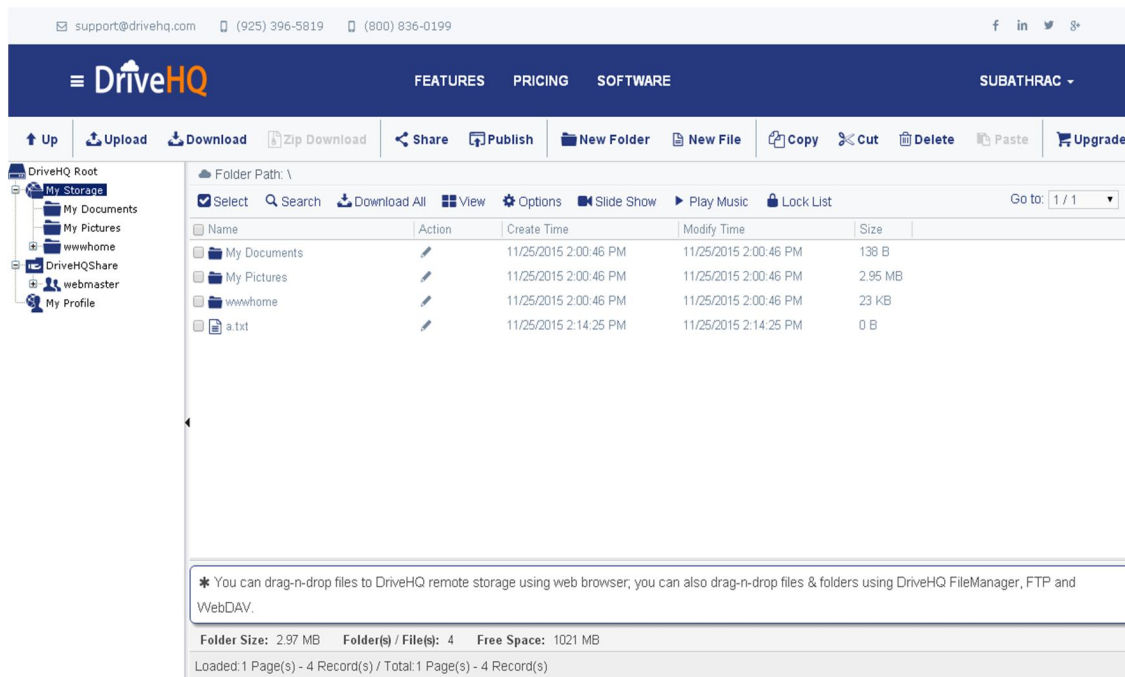 support@drivehq.com (925) 396-5819 (800) 836-0199
DriveHQ FEATURES PRICING SOFTWARE SUBATHRAC
Up Upload Download Zip Download Share Publish New Folder New File Copy Cut Delete Paste Upgrade
DriveHQ Root
My Storage
My Documents
My Pictures
wwwhome
DriveHQShare
webmaster
My Profile
Folder Path: \
Select Search Download All View Options Slide Show Play Music Lock List Go to: 1 / 1
Name Action Create Time Modify Time Size
My Documents 11/25/2015 2:00:46 PM 11/25/2015 2:00:46 PM 138 B
My Pictures 11/25/2015 2:00:46 PM 11/25/2015 2:00:46 PM 2.95 MB
wwwhome 11/25/2015 2:00:46 PM 11/25/2015 2:00:46 PM 23 KB
a.txt 11/25/2015 2:14:25 PM 11/25/2015 2:14:25 PM 0 B
✱ You can drag-n-drop files to DriveHQ remote storage using web browser; you can also drag-n-drop files & folders using DriveHQ FileManager, FTP and
WebDAV.
Folder Size: 2.97 MB Folder(s) / File(s): 4 Free Space: 1021 MB
Loaded:1 Page(s) - 4 Record(s) / Total:1 Page(s) - 4 Record(s)